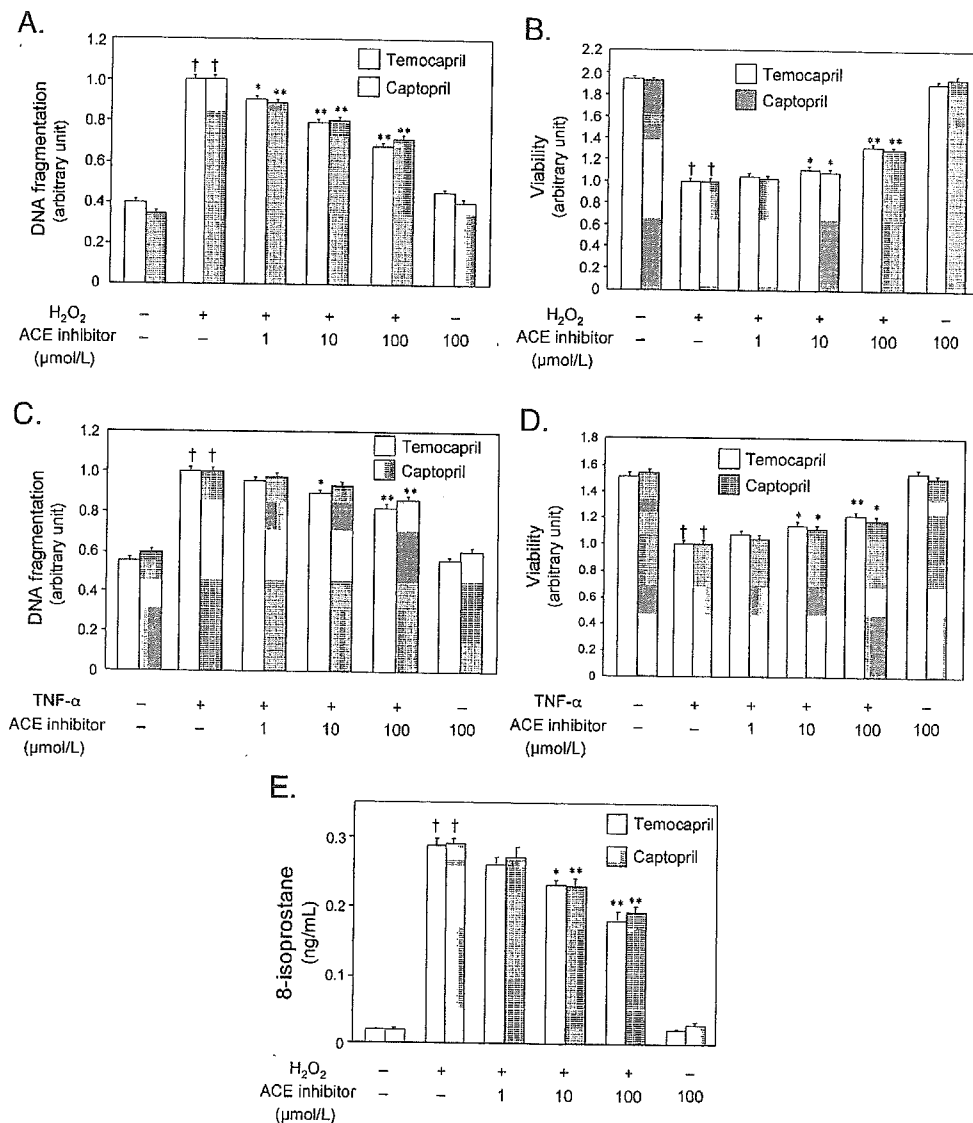 A.
DNA fragmentation
(arbitrary unit)
1.2
1.0
0.8
0.6
0.4
0.2
0
† †
* **
** **
** **
Temocapril
Captopril
H₂O₂ – + + + + –
ACE inhibitor – – 1 10 100 100
(μmol/L)
B.
Viability
(arbitrary unit)
2.2
2.0
1.8
1.6
1.4
1.2
1.0
0.8
0.6
0.4
0.2
0
† †
* *
** **
Temocapril
Captopril
H₂O₂ – + + + + –
ACE inhibitor – – 1 10 100 100
(μmol/L)
C.
DNA fragmentation
(arbitrary unit)
1.2
1.0
0.8
0.6
0.4
0.2
0
† †
*
** **
Temocapril
Captopril
TNF-α – + + + + –
ACE inhibitor – – 1 10 100 100
(μmol/L)
D.
Viability
(arbitrary unit)
1.8
1.6
1.4
1.2
1.0
0.8
0.6
0.4
0.2
0
† †
* *
** *
Temocapril
Captopril
TNF-α – + + + + –
ACE inhibitor – – 1 10 100 100
(μmol/L)
E.
8-isoprostane
(ng/mL)
0.3
0.2
0.1
0
† †
* **
** **
Temocapril
Captopril
H₂O₂ – + + + + –
ACE inhibitor – – 1 10 100 100
(μmol/L)